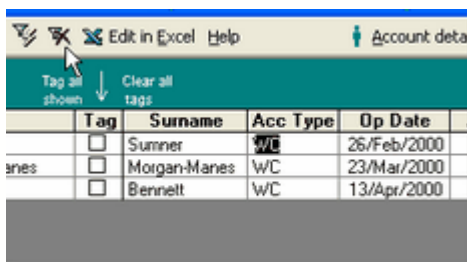 Edit in Excel Help Account deta
Tag all shown Clear all tags
Tag Surname Acc Type Op Date
Sumner WC 26/Feb/2000
anes Morgan-Manes WC 23/Mar/2000
Bennett WC 13/Apr/2000